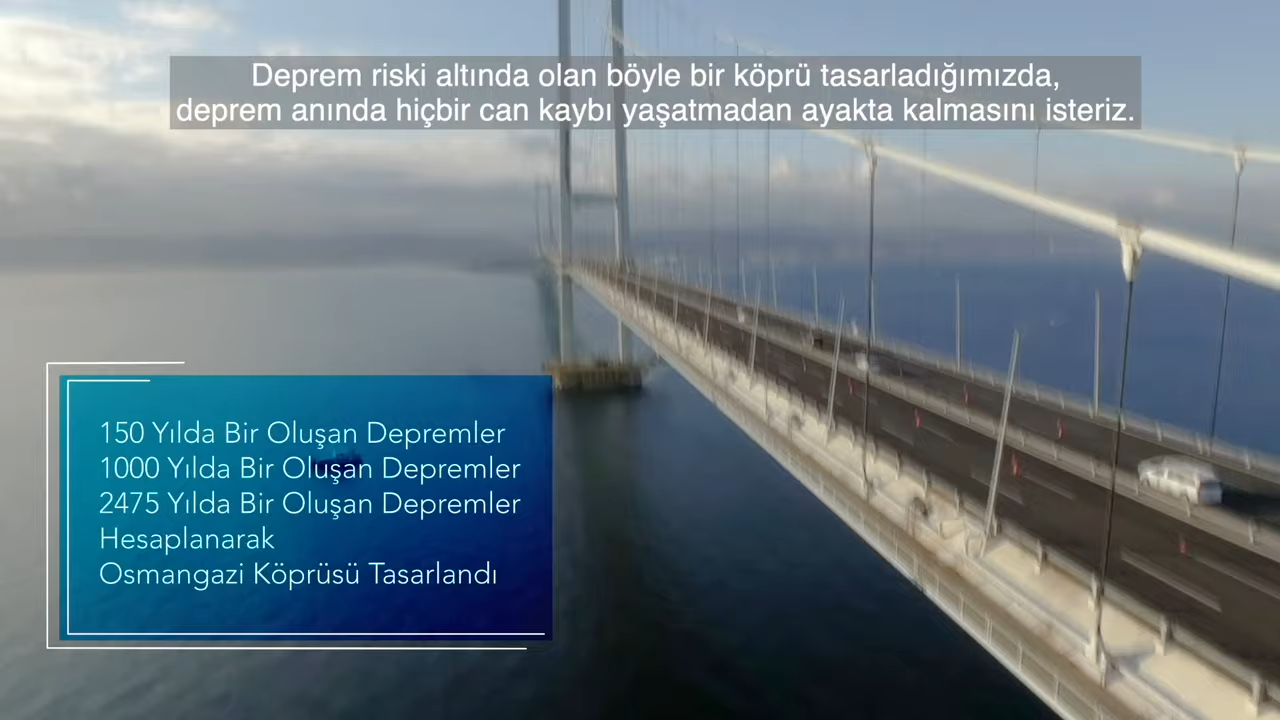 Deprem riski altında olan böyle bir köprü tasarladığımızda,
deprem anında hiçbir can kaybı yaşatmadan ayakta kalmasını isteriz.
150 Yılda Bir Oluşan Depremler
1000 Yılda Bir Oluşan Depremler
2475 Yılda Bir Oluşan Depremler
Hesaplanarak
Osmangazi Köprüsü Tasarlandı